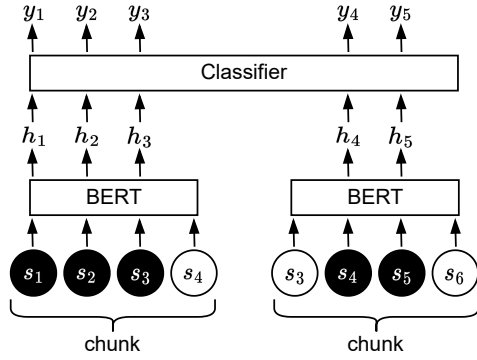 y₁ y₂ y₃ y₄ y₅
Classifier
h₁ h₂ h₃ h₄ h₅
BERT BERT
s₁ s₂ s₃ s₄ s₃ s₄ s₅ s₆
chunk chunk